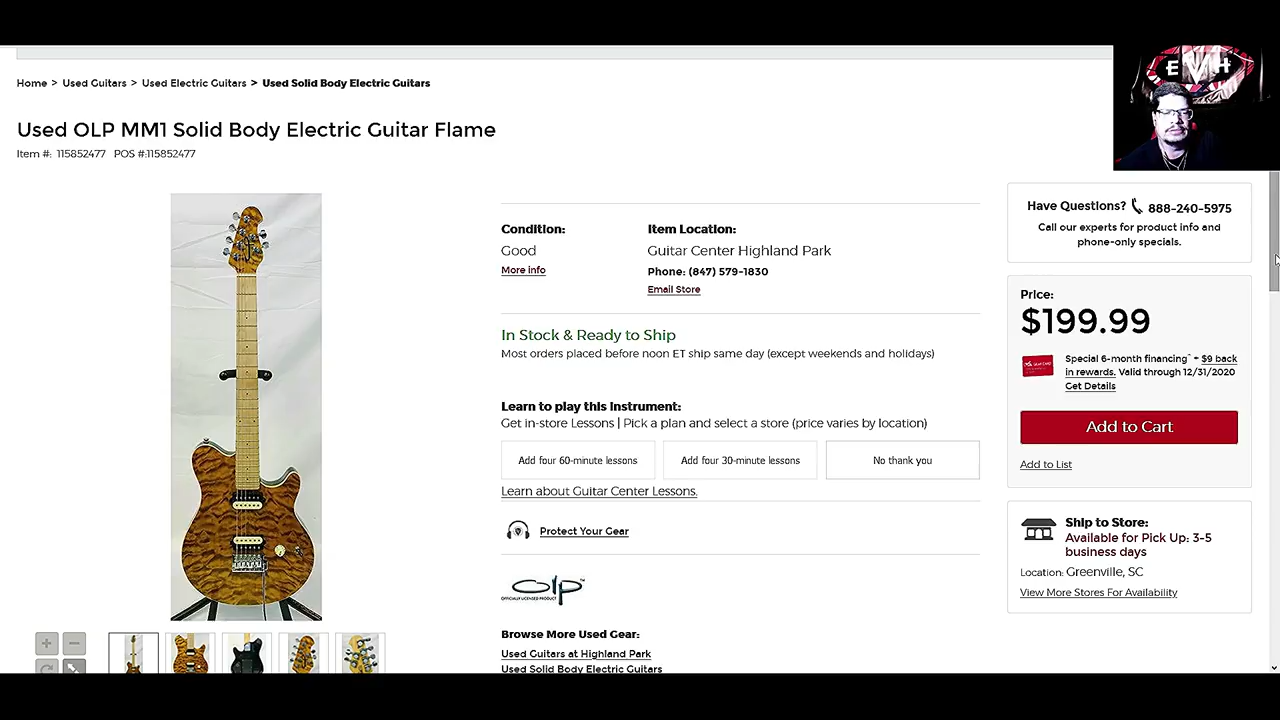 EVH
Home > Used Guitars > Used Electric Guitars > Used Solid Body Electric Guitars
Used OLP MM1 Solid Body Electric Guitar Flame
Item #: 115852477 POS #:115852477
Condition:
Good
More info
Item Location:
Guitar Center Highland Park
Phone: (847) 579-1830
Email Store
In Stock & Ready to Ship
Most orders placed before noon ET ship same day (except weekends and holidays)
Learn to play this Instrument:
Get in-store Lessons | Pick a plan and select a store (price varies by location)
Add four 60-minute lessons
Add four 30-minute lessons
No thank you
Learn about Guitar Center Lessons.
Protect Your Gear
olp™
OFFICIALLY LICENSED PRODUCT
Browse More Used Gear:
Used Guitars at Highland Park
Used Solid Body Electric Guitars
Have Questions? 888-240-5975
Call our experts for product info and
phone-only specials.
Price:
$199.99
Special 6-month financing^ + $9 back
in rewards. Valid through 12/31/2020
Get Details
Add to Cart
Add to List
Ship to Store:
Available for Pick Up: 3-5
business days
Location: Greenville, SC
View More Stores For Availability